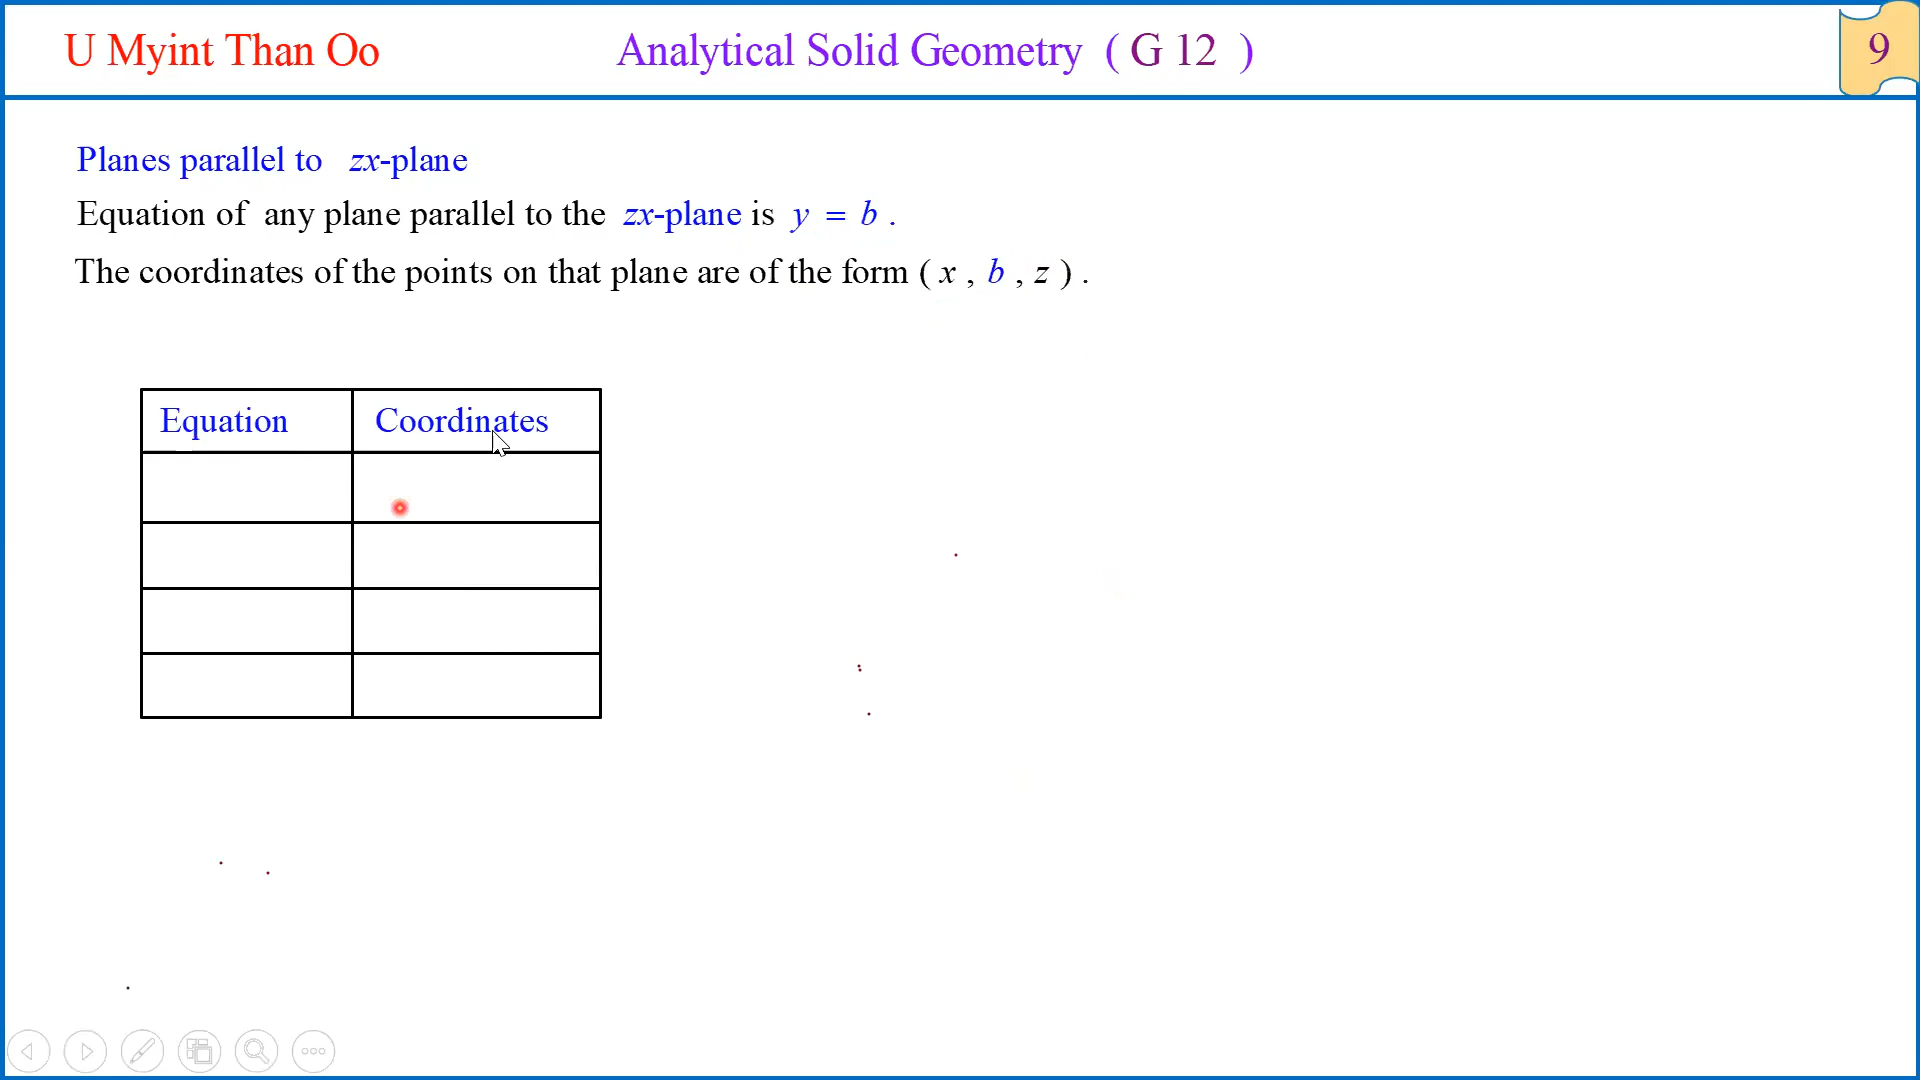 U Myint Than Oo Analytical Solid Geometry ( G 12 ) 9
Planes parallel to zx-plane
Equation of any plane parallel to the zx-plane is y = b .
The coordinates of the points on that plane are of the form ( x , b , z ) .
Equation Coordinates